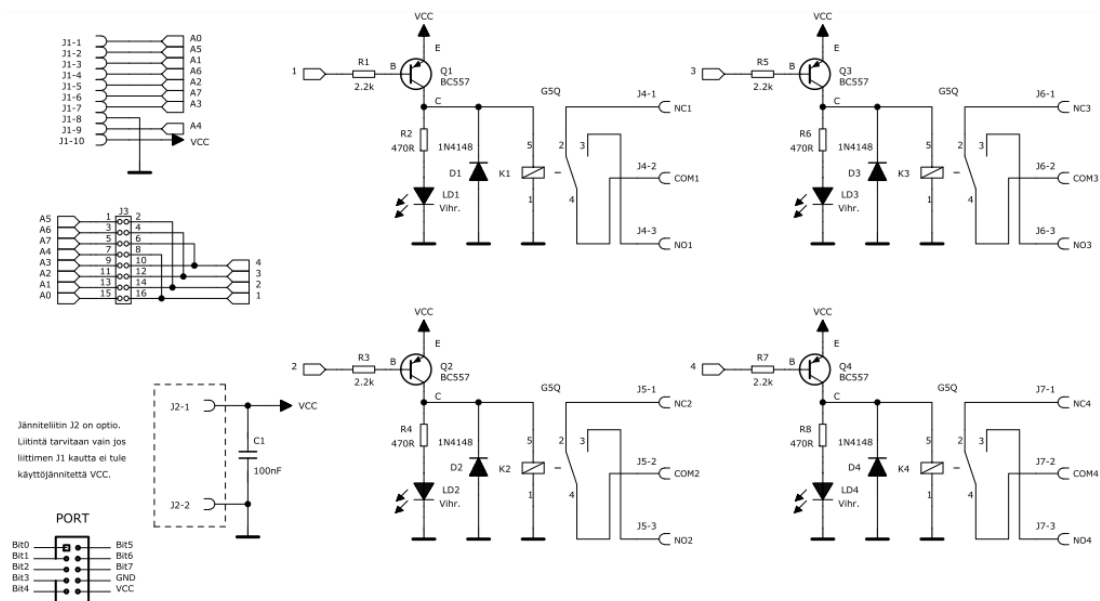 J1-1 A0
J1-2 A5
J1-3 A1
J1-4 A6
J1-5 A2
J1-6 A7
J1-7 A3
J1-8
J1-9 A4
J1-10 VCC
J3
A5 1 2
A6 3 4
A7 5 6
A4 7 8
A3 9 10 4
A2 11 12 3
A1 13 14 2
A0 15 16 1
Jänniteliitin J2 on optio.
Liitintä tarvitaan vain jos
liittimen J1 kautta ei tule
käyttöjännitettä VCC.
J2-1 VCC
C1
100nF
J2-2
PORT
Bit0 Bit5
Bit1 Bit6
Bit2 Bit7
Bit3 GND
Bit4 VCC
VCC
E
R1 B Q1
1 BC557
2.2k
C G5Q J4-1
NC1
R2 1N4148 5 2 3
470R
J4-2
D1 K1 COM1
LD1 1 4
Vihr.
J4-3
NO1
VCC
E
R5 B Q3
3 BC557
2.2k
C G5Q J6-1
NC3
R6 1N4148 5 2 3
470R
J6-2
D3 K3 COM3
LD3 1 4
Vihr.
J6-3
NO3
VCC
E
R3 B Q2
2 BC557
2.2k
C G5Q J5-1
NC2
R4 1N4148 5 2 3
470R
J5-2
D2 K2 COM2
LD2 1 4
Vihr.
J5-3
NO2
VCC
E
R7 B Q4
4 BC557
2.2k
C G5Q J7-1
NC4
R8 1N4148 5 2 3
470R
J7-2
D4 K4 COM4
LD4 1 4
Vihr.
J7-3
NO4